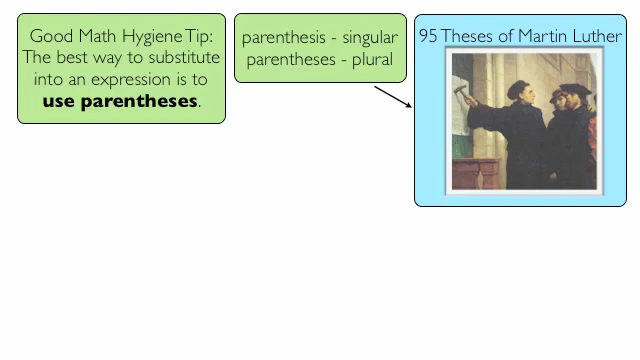 Good Math Hygiene Tip:
The best way to substitute
into an expression is to
use parentheses.
parenthesis - singular
parentheses - plural
95 Theses of Martin Luther